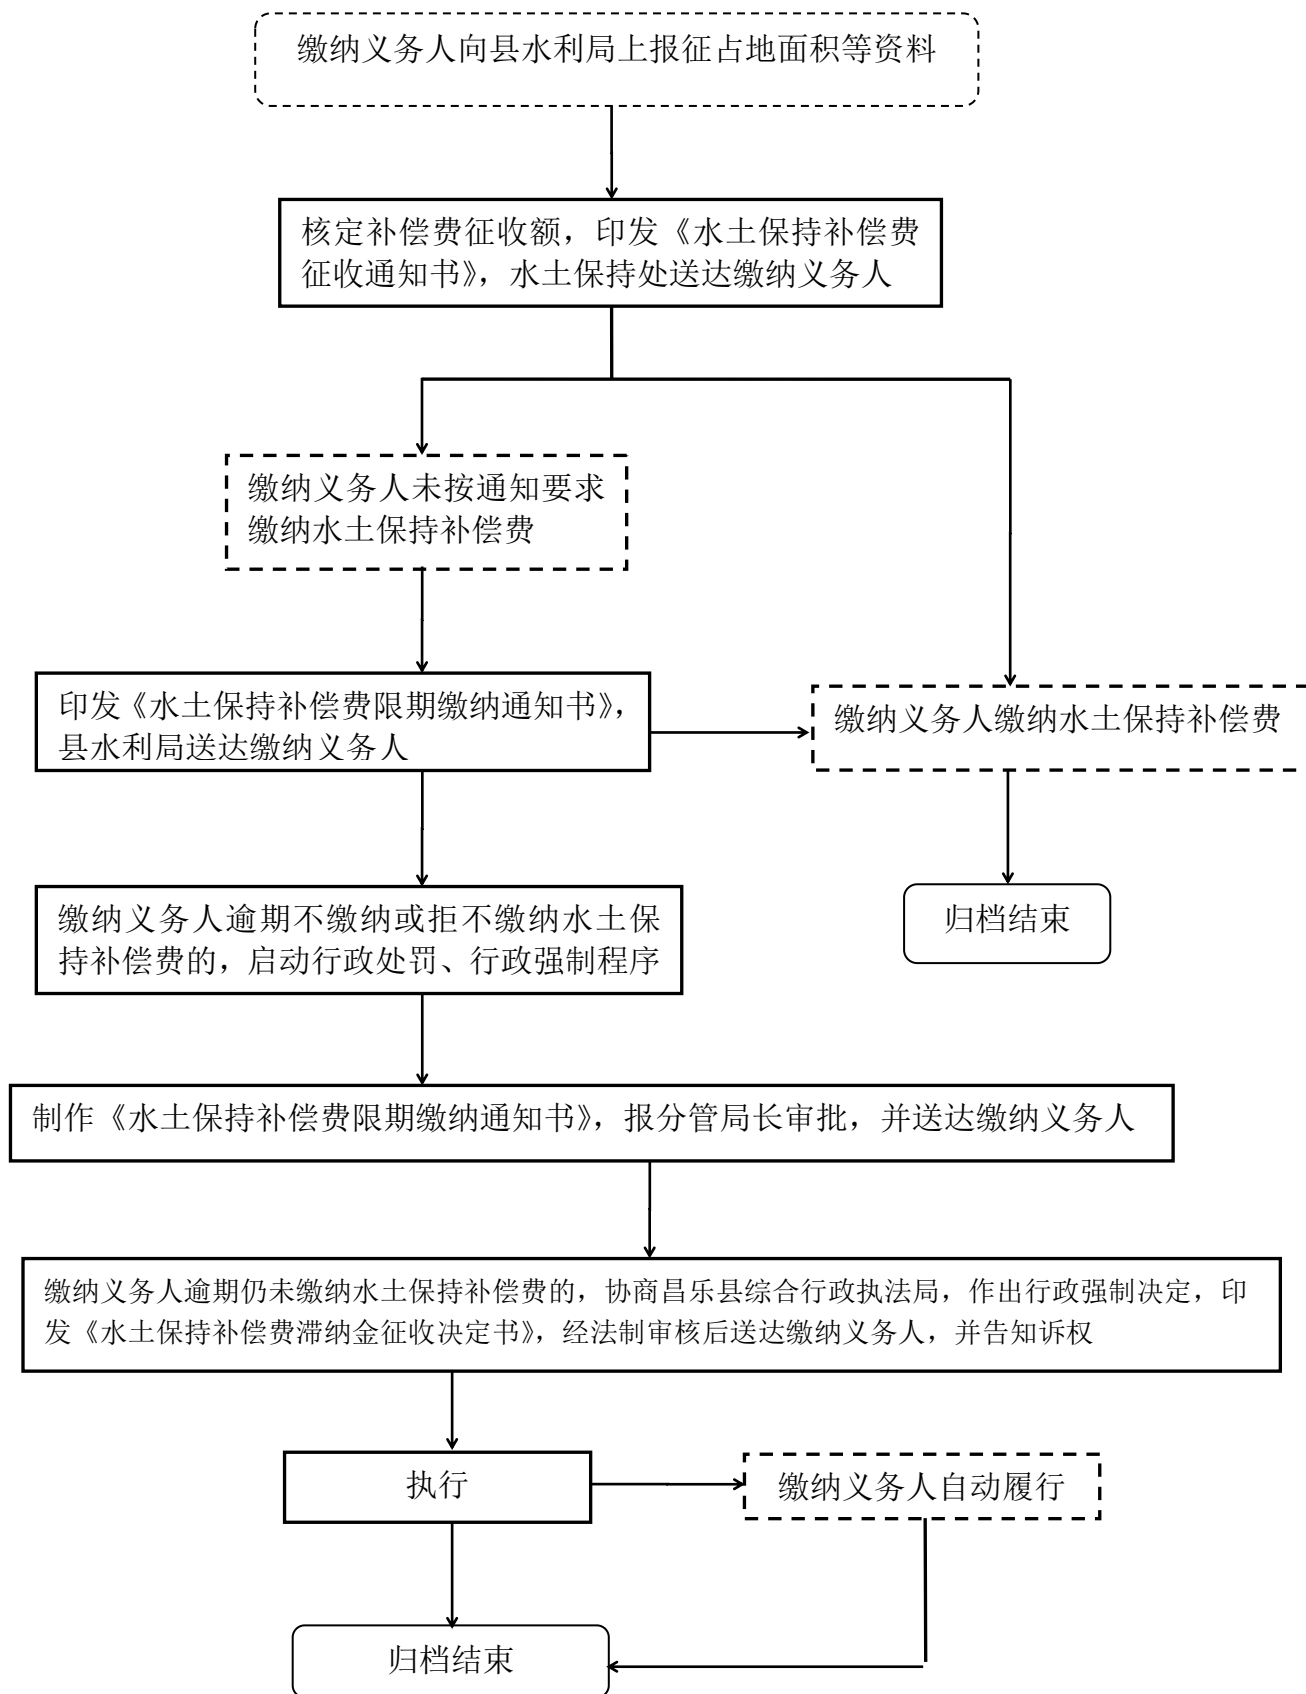 缴纳义务人向县水利局上报征占地面积等资料
核定补偿费征收额，印发《水土保持补偿费
征收通知书》，水土保持处送达缴纳义务人
缴纳义务人未按通知要求
缴纳水土保持补偿费
印发《水土保持补偿费限期缴纳通知书》，
县水利局送达缴纳义务人
缴纳义务人缴纳水土保持补偿费
缴纳义务人逾期不缴纳或拒不缴纳水土保
持补偿费的，启动行政处罚、行政强制程序
归档结束
制作《水土保持补偿费限期缴纳通知书》，报分管局长审批，并送达缴纳义务人
缴纳义务人逾期仍未缴纳水土保持补偿费的，协商昌乐县综合行政执法局，作出行政强制决定，印
发《水土保持补偿费滞纳金征收决定书》，经法制审核后送达缴纳义务人，并告知诉权
执行
缴纳义务人自动履行
归档结束